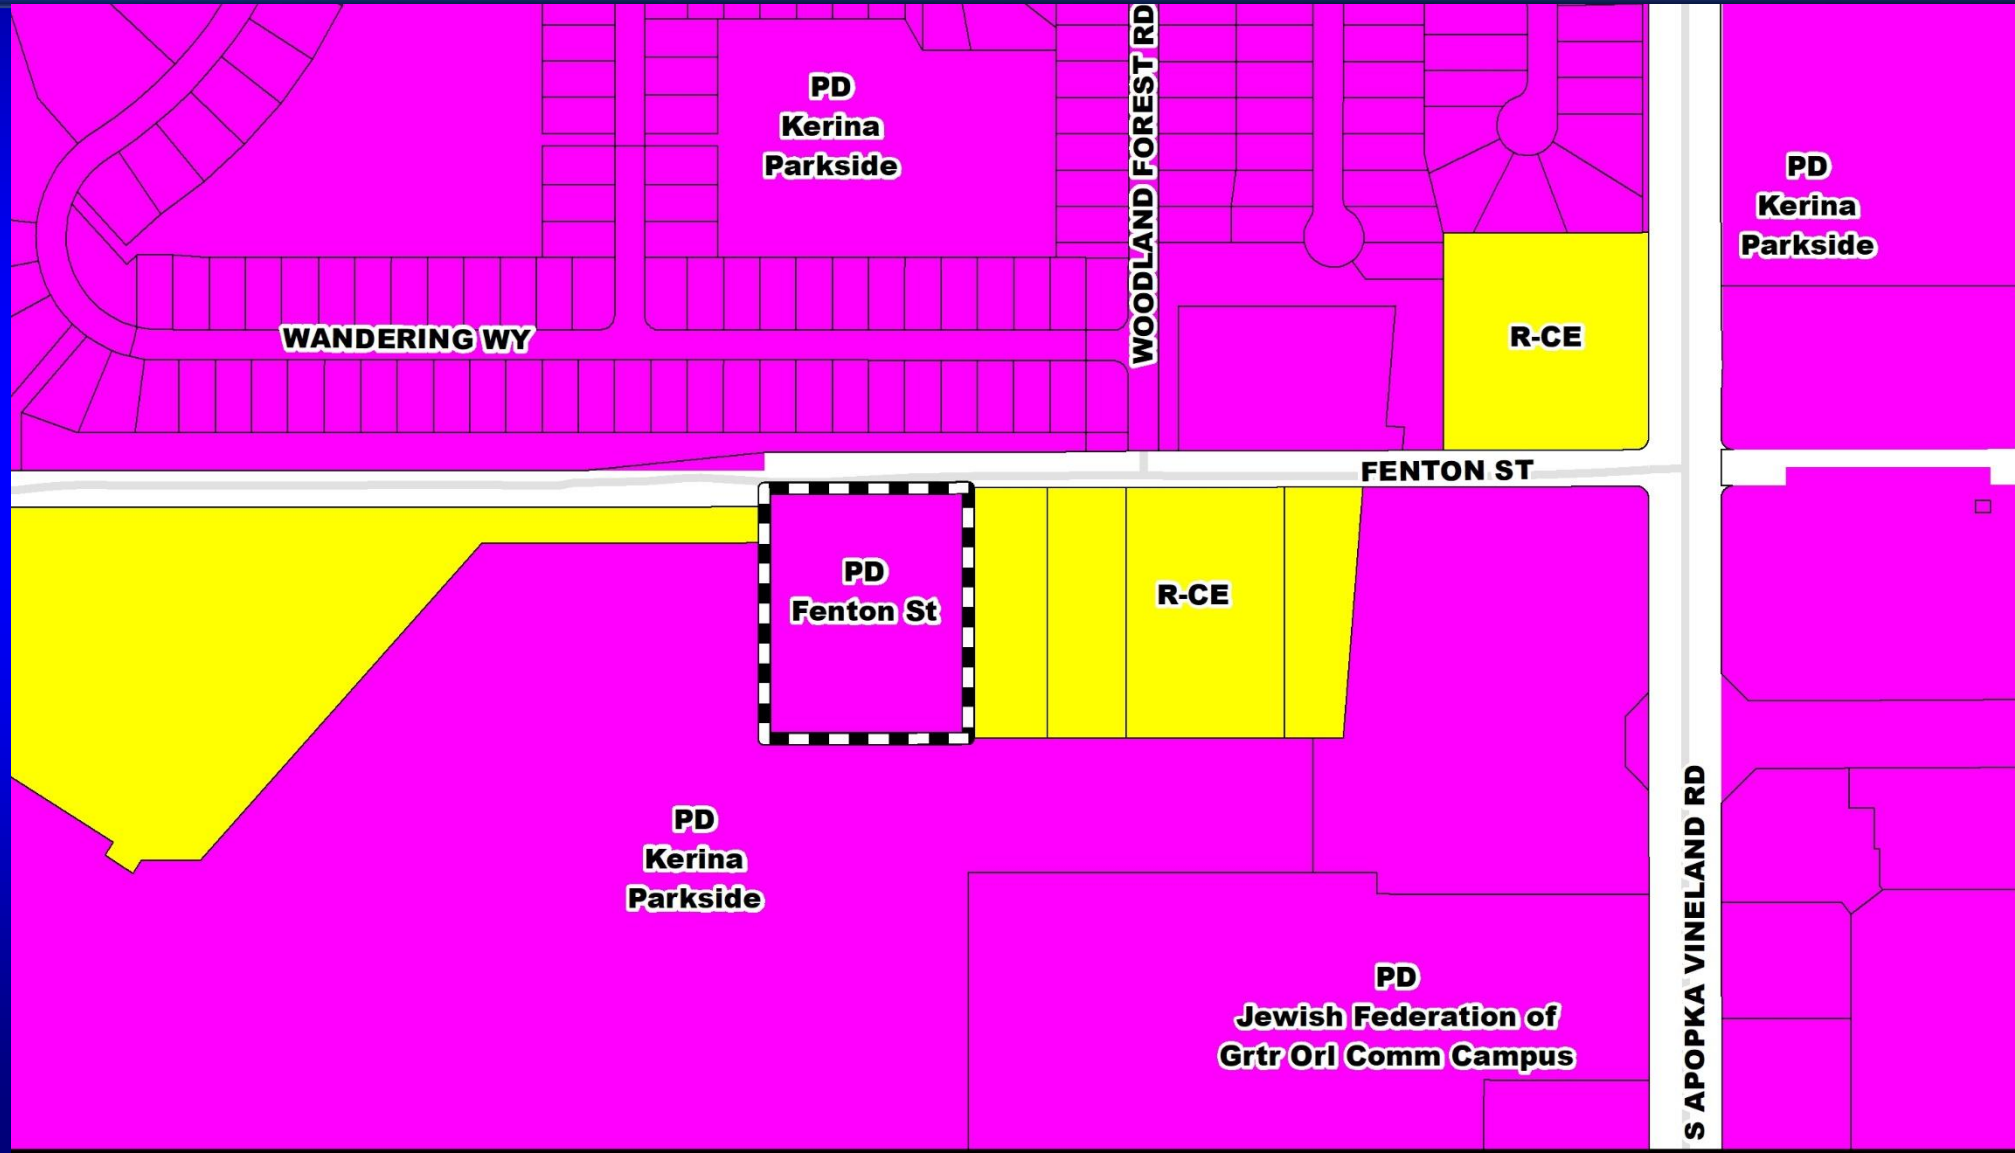 PD
Kerina
Parkside
WOODLAND FOREST RD
PD
Kerina
Parkside
WANDERING WY
R-CE
FENTON ST
PD
Fenton St
R-CE
PD
Kerina
Parkside
S APOPKA VINELAND RD
PD
Jewish Federation of
Grtr Orl Comm Campus